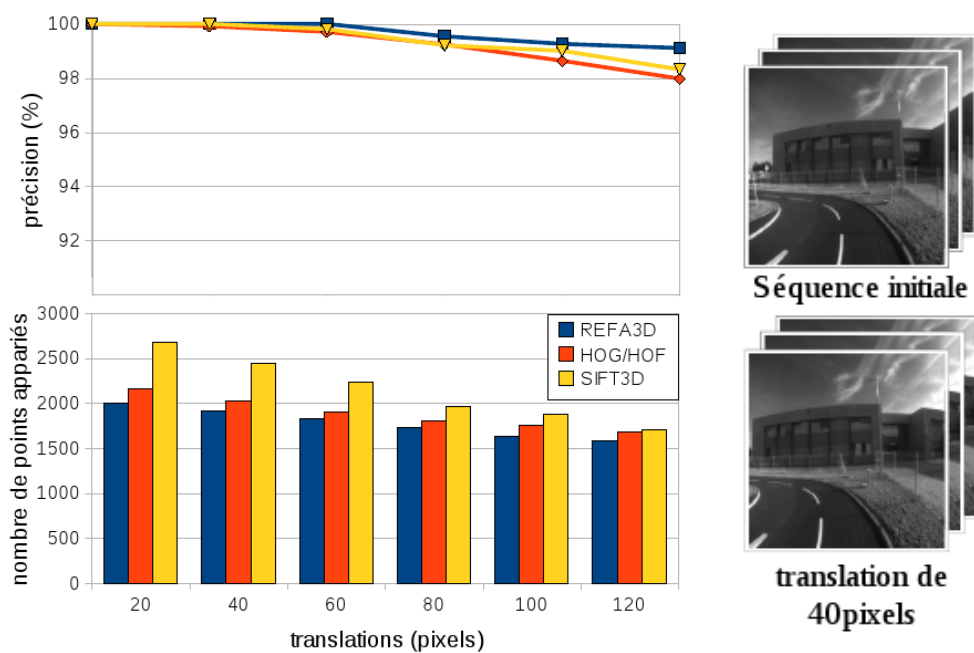 précision (%)
100
98
96
94
92
nombre de points appariés
3000
2500
2000
1500
1000
500
0
REFA3D
HOG/HOF
SIFT3D
20 40 60 80 100 120
translations (pixels)
Séquence initiale
translation de
40pixels